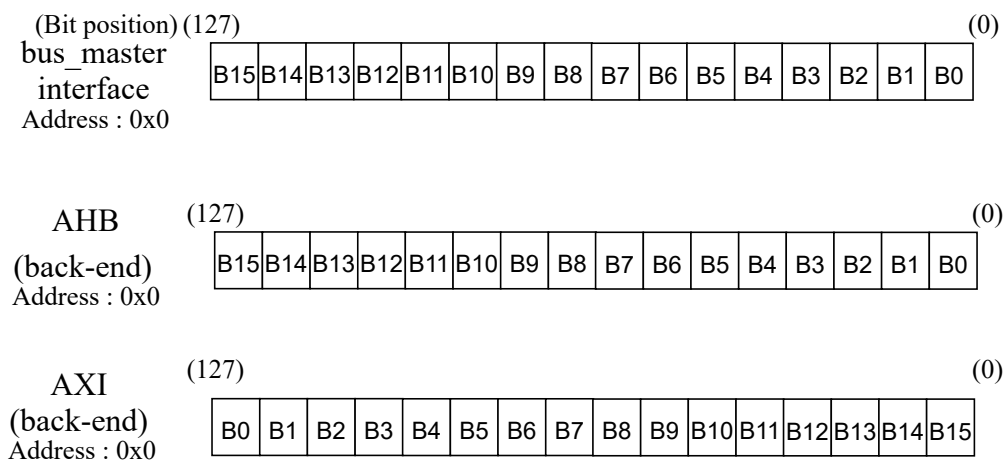 (Bit position) (127) (0)
bus_master
interface
Address : 0x0
B15 B14 B13 B12 B11 B10 B9 B8 B7 B6 B5 B4 B3 B2 B1 B0
AHB (127) (0)
(back-end)
Address : 0x0
B15 B14 B13 B12 B11 B10 B9 B8 B7 B6 B5 B4 B3 B2 B1 B0
AXI (127) (0)
(back-end)
Address : 0x0
B0 B1 B2 B3 B4 B5 B6 B7 B8 B9 B10 B11 B12 B13 B14 B15